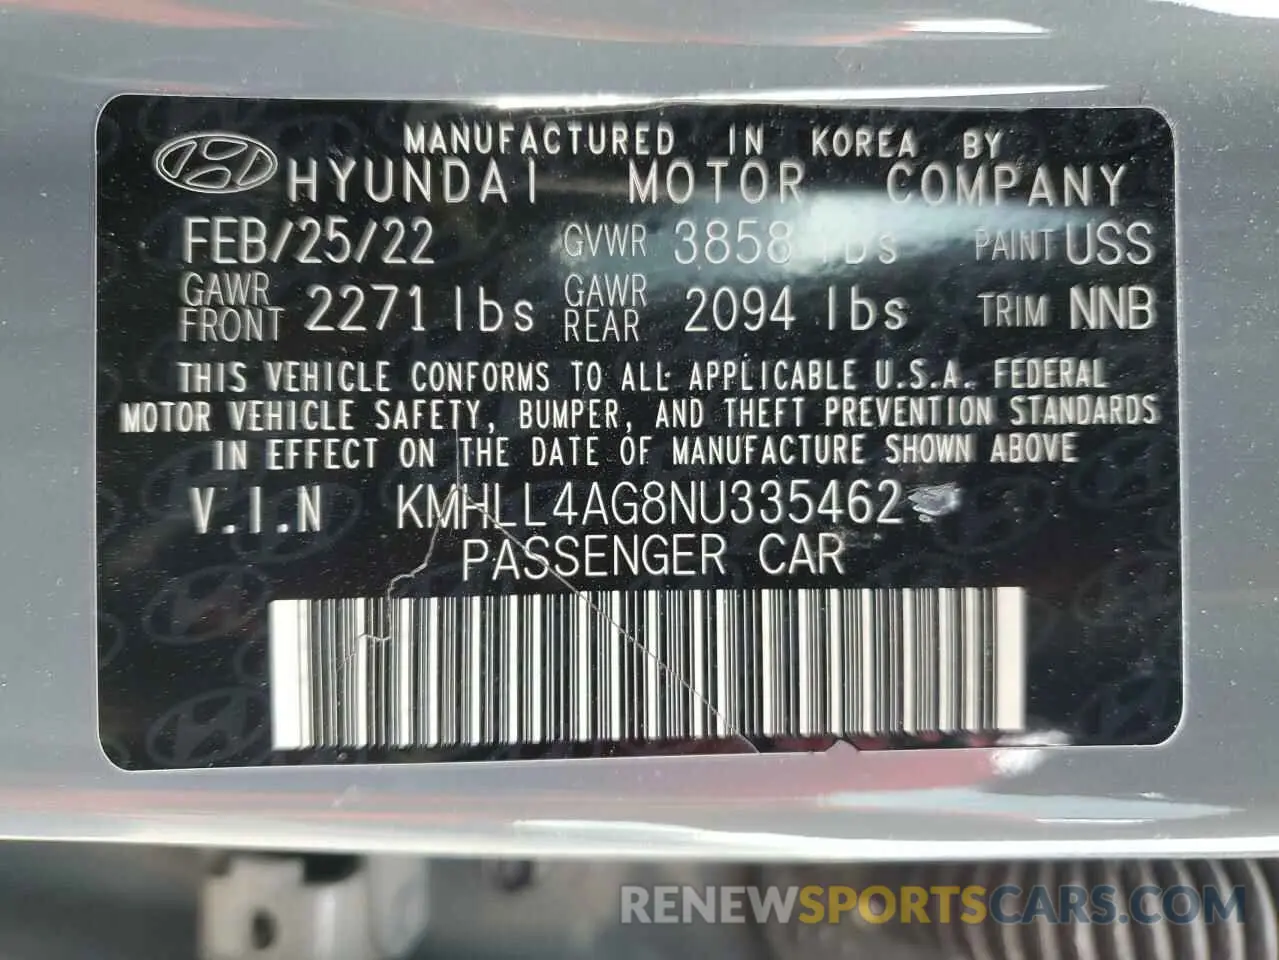 MANUFACTURED IN KOREA BY
HYUNDAI MOTOR COMPANY
FEB/25/22 GVWR 3858 lbs PAINT USS
GAWR FRONT 2271 lbs GAWR REAR 2094 lbs TRIM NNB
THIS VEHICLE CONFORMS TO ALL APPLICABLE U.S.A. FEDERAL
MOTOR VEHICLE SAFETY, BUMPER, AND THEFT PREVENTION STANDARDS
IN EFFECT ON THE DATE OF MANUFACTURE SHOWN ABOVE
V.I.N KMHLL4AG8NU335462
PASSENGER CAR
RENEWSPORTSCARS.COM